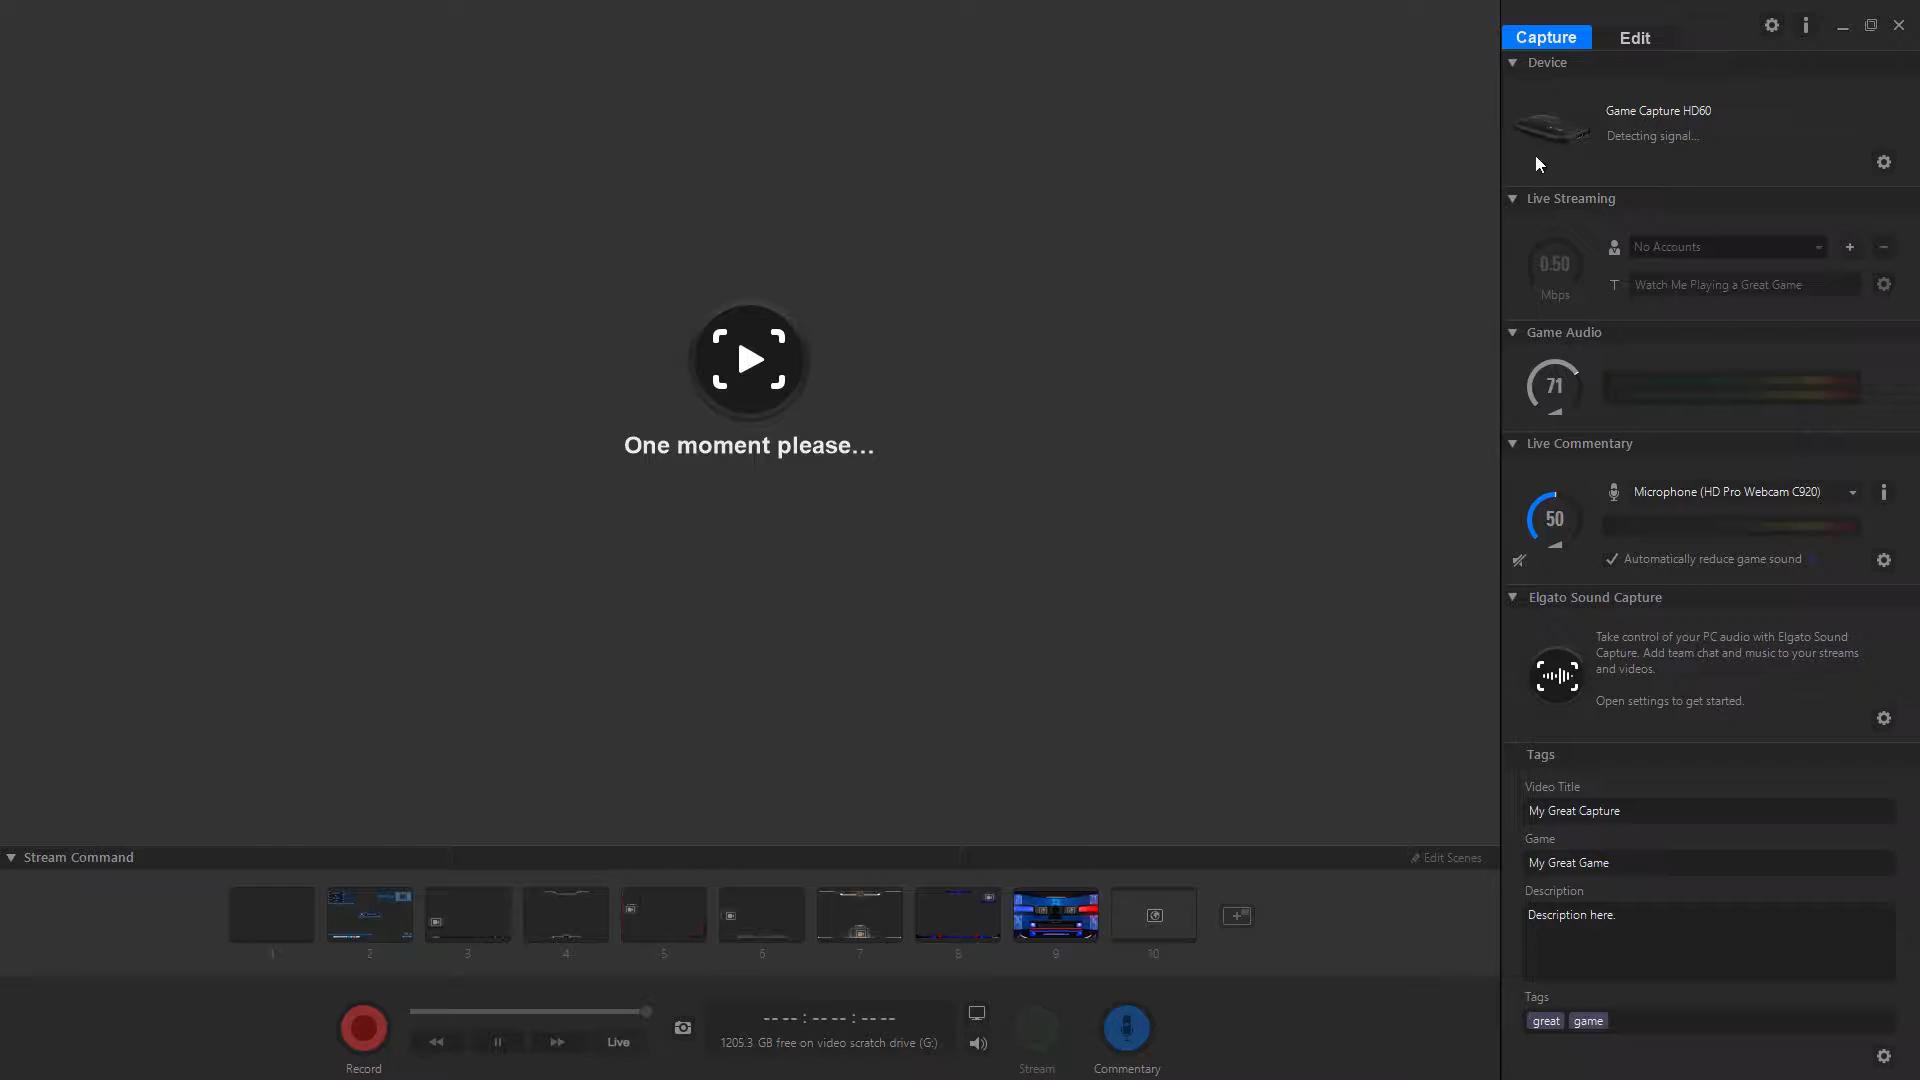 Capture
Edit
Device
Game Capture HD60
Detecting signal...
Live Streaming
No Accounts
0.50
Mbps
T
Watch Me Playing a Great Game
Game Audio
71
Live Commentary
Microphone (HD Pro Webcam C920)
50
Automatically reduce game sound
Elgato Sound Capture
Take control of your PC audio with Elgato Sound
Capture. Add team chat and music to your streams
and videos.
Open settings to get started.
Tags
Video Title
My Great Capture
Game
My Great Game
Description
Description here.
Tags
great game
One moment please...
Stream Command
Edit Scenes
1 2 3 4 5 6 7 8 9 10
Record
Live
-- -- : -- -- : -- --
1205.3 GB free on video scratch drive (G:)
Stream
Commentary